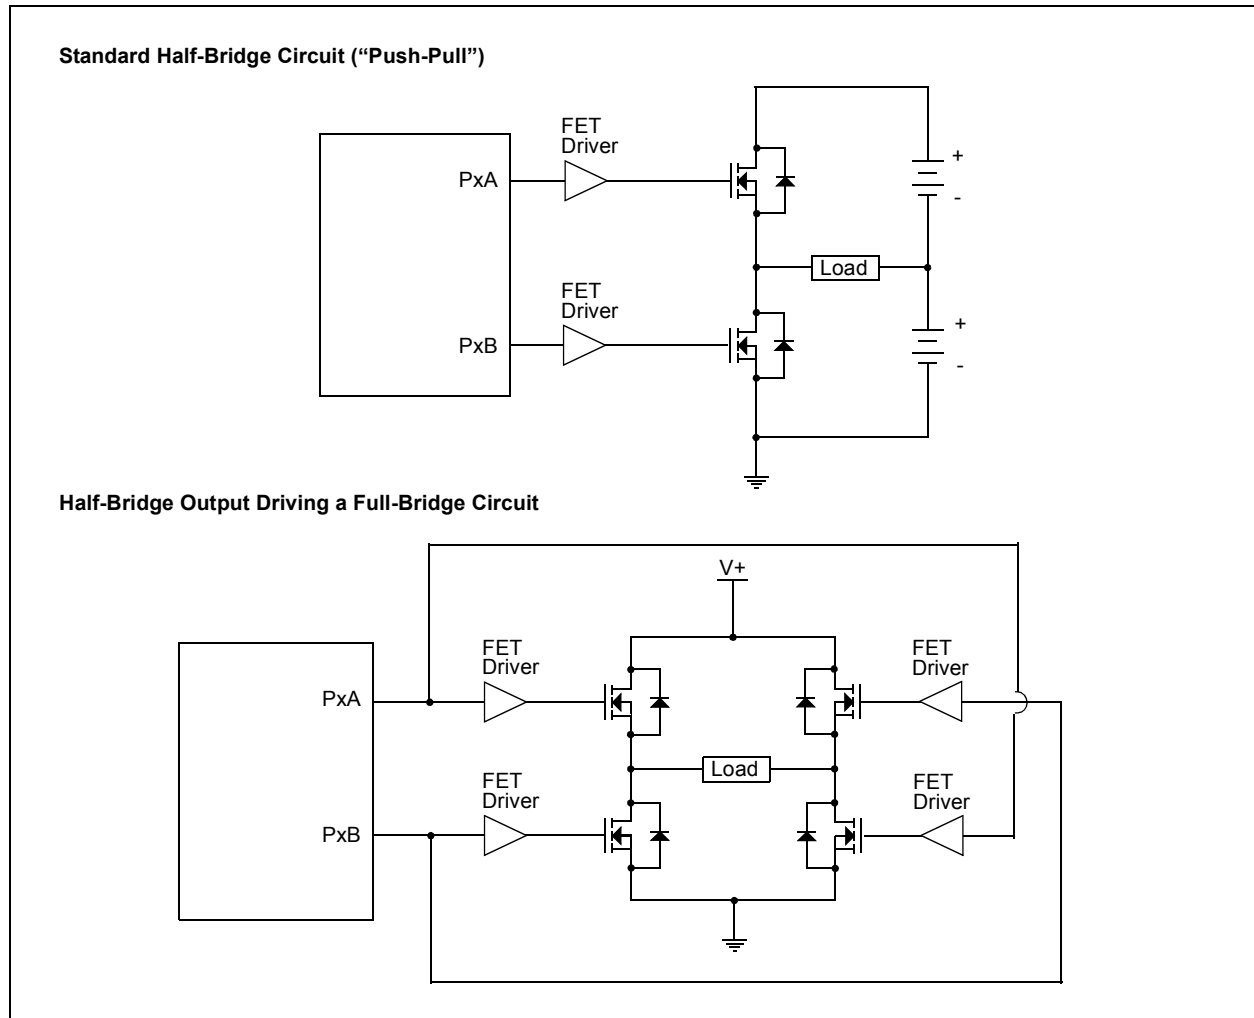 Standard Half-Bridge Circuit (“Push-Pull”)
FET
Driver
PxA
+
-
Load
FET
Driver
PxB
+
-
Half-Bridge Output Driving a Full-Bridge Circuit
V+
FET
Driver
FET
Driver
PxA
Load
FET
Driver
FET
Driver
PxB